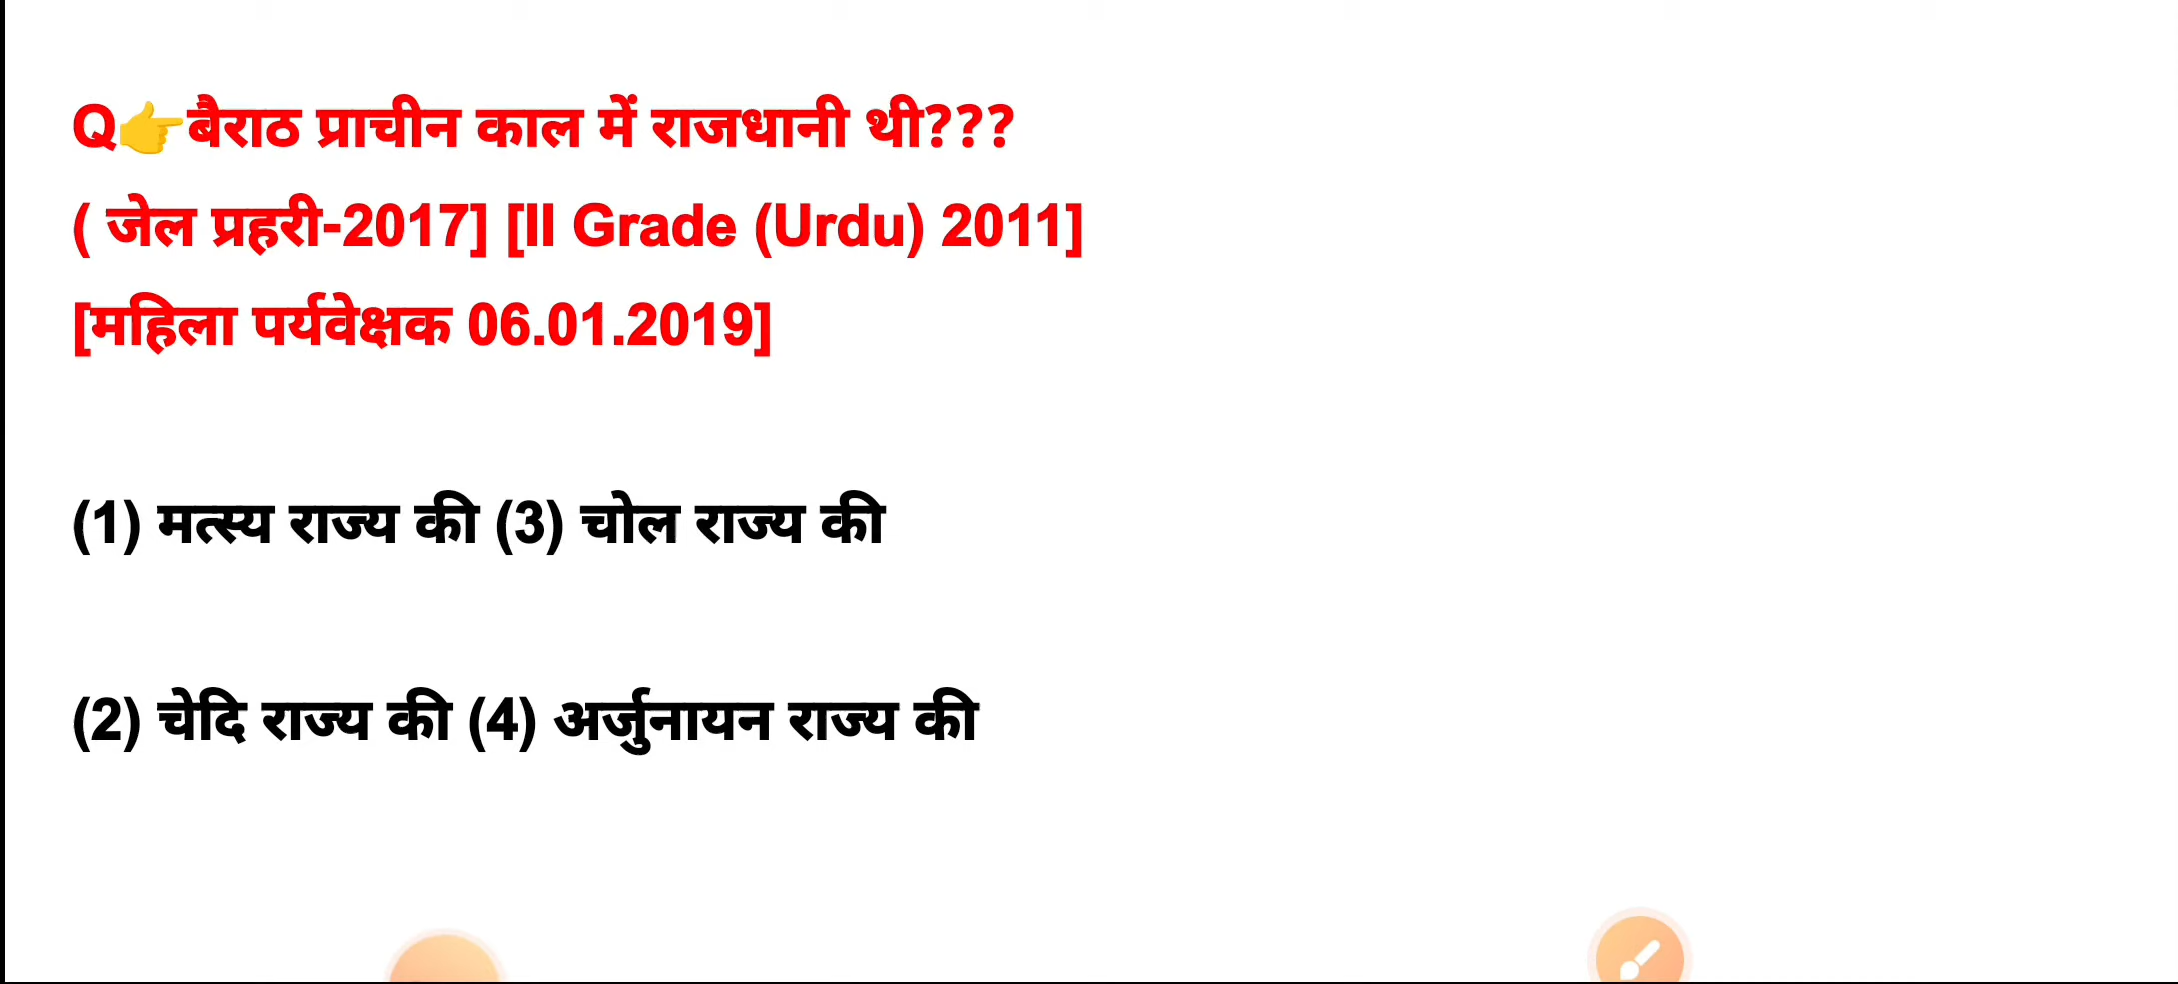 Q👉बैराठ प्राचीन काल में राजधानी थी???
( जेल प्रहरी-2017] [II Grade (Urdu) 2011]
[महिला पर्यवेक्षक 06.01.2019]
(1) मत्स्य राज्य की (3) चोल राज्य की
(2) चेदि राज्य की (4) अर्जुनायन राज्य की